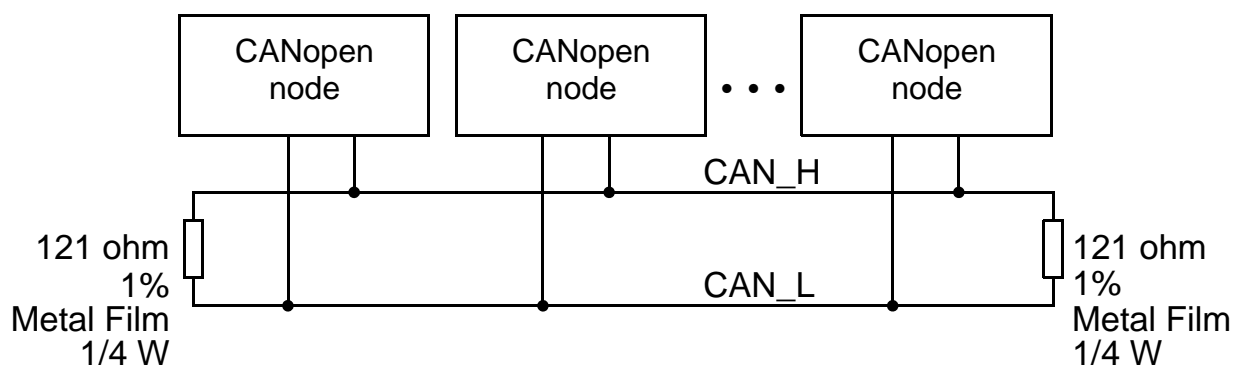 CANopen
node
CANopen
node
• • •
CANopen
node
CAN_H
121 ohm
1%
Metal Film
1/4 W
CAN_L
121 ohm
1%
Metal Film
1/4 W